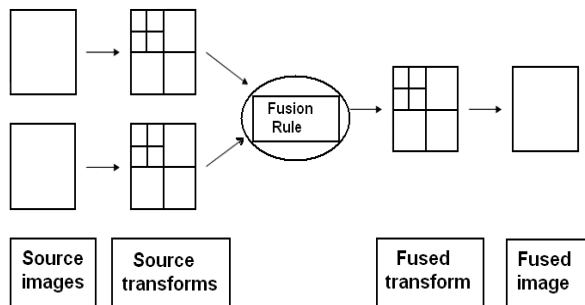 Fusion
Rule
Source
images
Source
transforms
Fused
transform
Fused
image